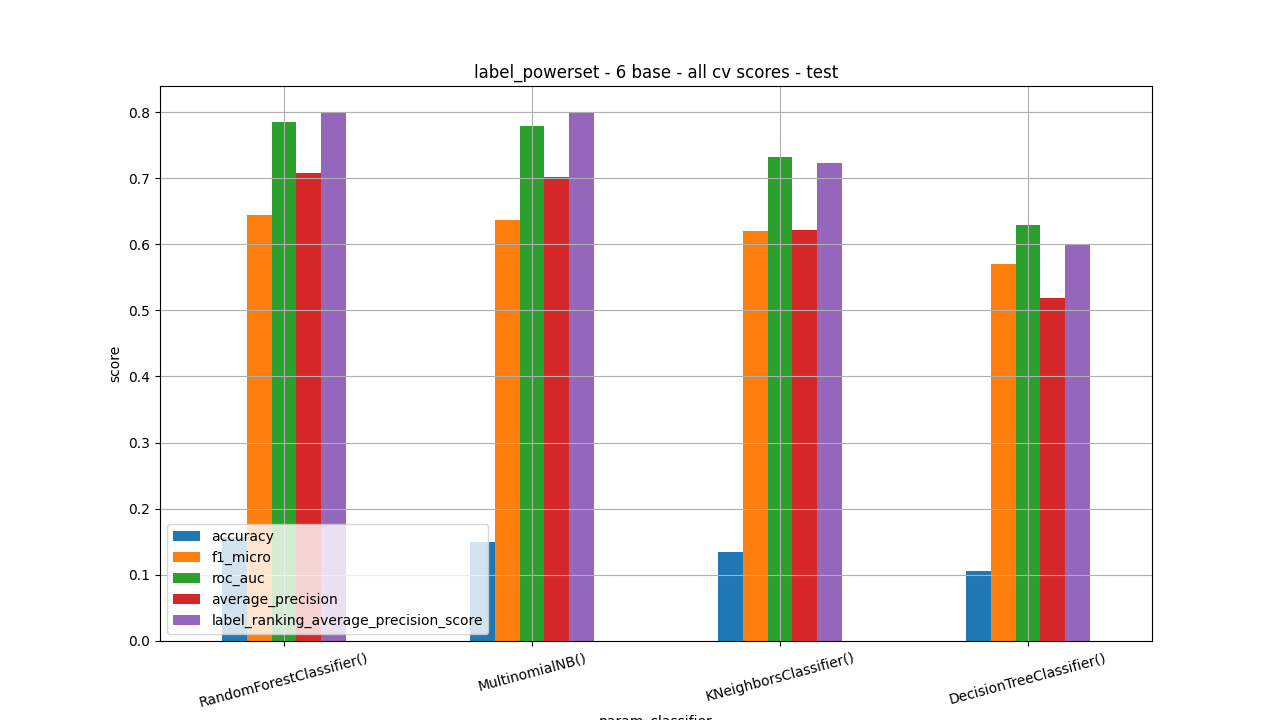 label_powerset - 6 base - all cv scores - test
0.8
0.7
0.6
0.5
0.4
0.3
0.2
0.1
0.0
score
accuracy
f1_micro
roc_auc
average_precision
label_ranking_average_precision_score
RandomForestClassifier()
MultinomialNB()
KNeighborsClassifier()
DecisionTreeClassifier()
param_classifier